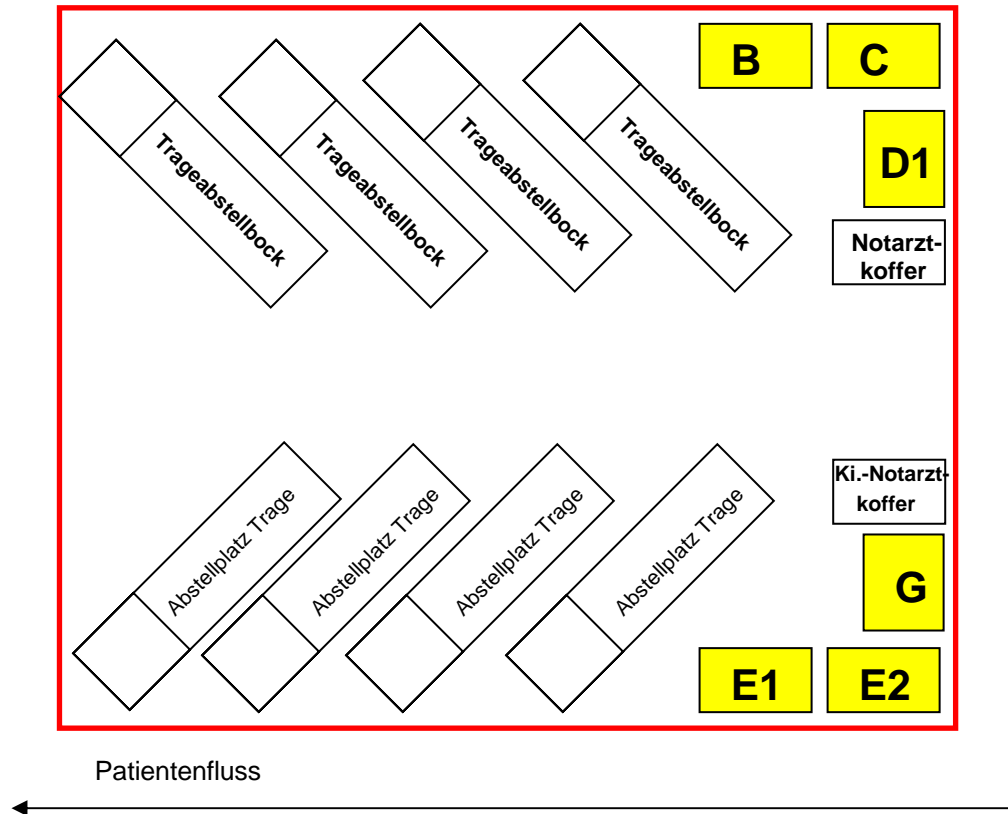 B
C
Trageabstellbock
Trageabstellbock
Trageabstellbock
Trageabstellbock
D1
Notarzt-
koffer
Ki.-Notarzt-
koffer
Abstellplatz Trage
Abstellplatz Trage
Abstellplatz Trage
Abstellplatz Trage
G
E1
E2
Patientenfluss